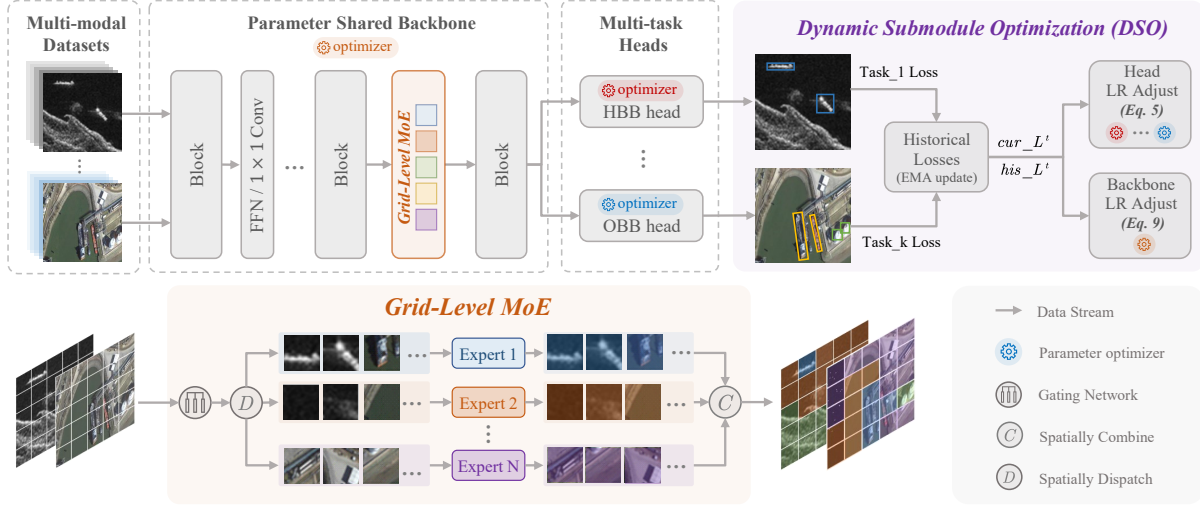 Multi-modal
Datasets
Parameter Shared Backbone
optimizer
Block
FFN / 1 × 1 Conv
...
Block
Grid-Level MoE
Block
Multi-task
Heads
optimizer
HBB head
optimizer
OBB head
Dynamic Submodule Optimization (DSO)
Task_1 Loss
Task_k Loss
Historical
Losses
(EMA update)
cur_L^t
his_L^t
Head
LR Adjust
(Eq. 5)
...
Backbone
LR Adjust
(Eq. 9)
Grid-Level MoE
D
...
Expert 1
...
...
Expert 2
...
...
Expert N
...
C
Data Stream
Parameter optimizer
Gating Network
C
Spatially Combine
D
Spatially Dispatch